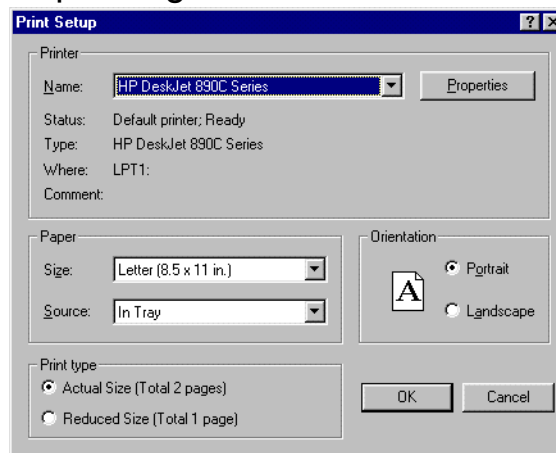 Print Setup
Printer
Name: HP DeskJet 890C Series Properties
Status: Default printer; Ready
Type: HP DeskJet 890C Series
Where: LPT1:
Comment:
Paper
Size: Letter (8.5 x 11 in.)
Source: In Tray
Orientation
A
Portrait
Landscape
Print type
Actual Size (Total 2 pages)
Reduced Size (Total 1 page)
OK Cancel